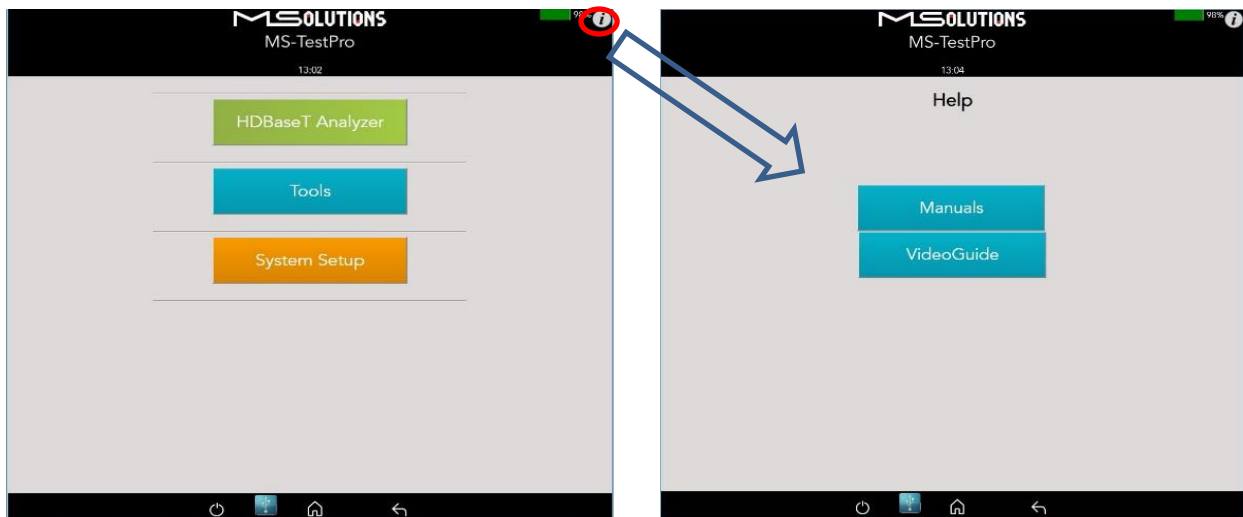 MSOLUTIONS
MS-TestPro
13:02
98%
i
HDBaseT Analyzer
Tools
System Setup
MSOLUTIONS
MS-TestPro
13:04
98%
i
Help
Manuals
VideoGuide